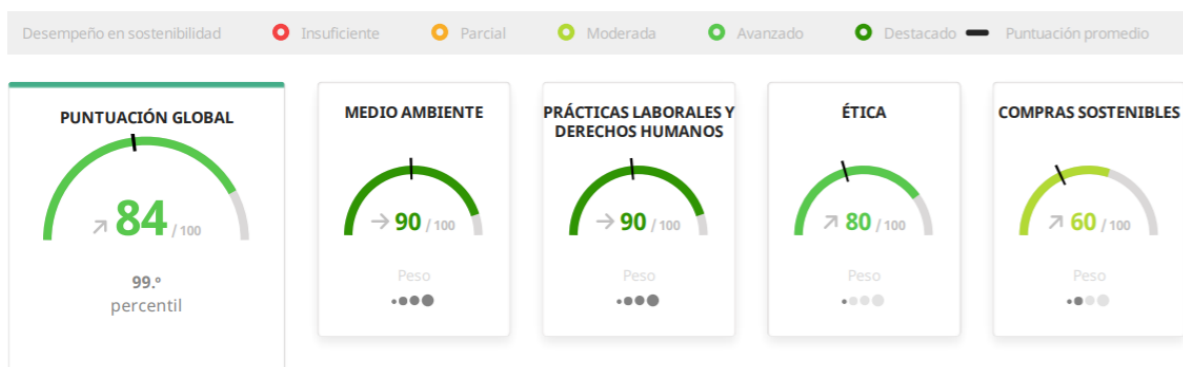 Desempeño en sostenibilidad Insuficiente Parcial Moderada Avanzado Destacado Puntuación promedio
PUNTUACIÓN GLOBAL
84 / 100
99.º
percentil
MEDIO AMBIENTE
90 / 100
Peso
PRÁCTICAS LABORALES Y
DERECHOS HUMANOS
90 / 100
Peso
ÉTICA
80 / 100
Peso
COMPRAS SOSTENIBLES
60 / 100
Peso